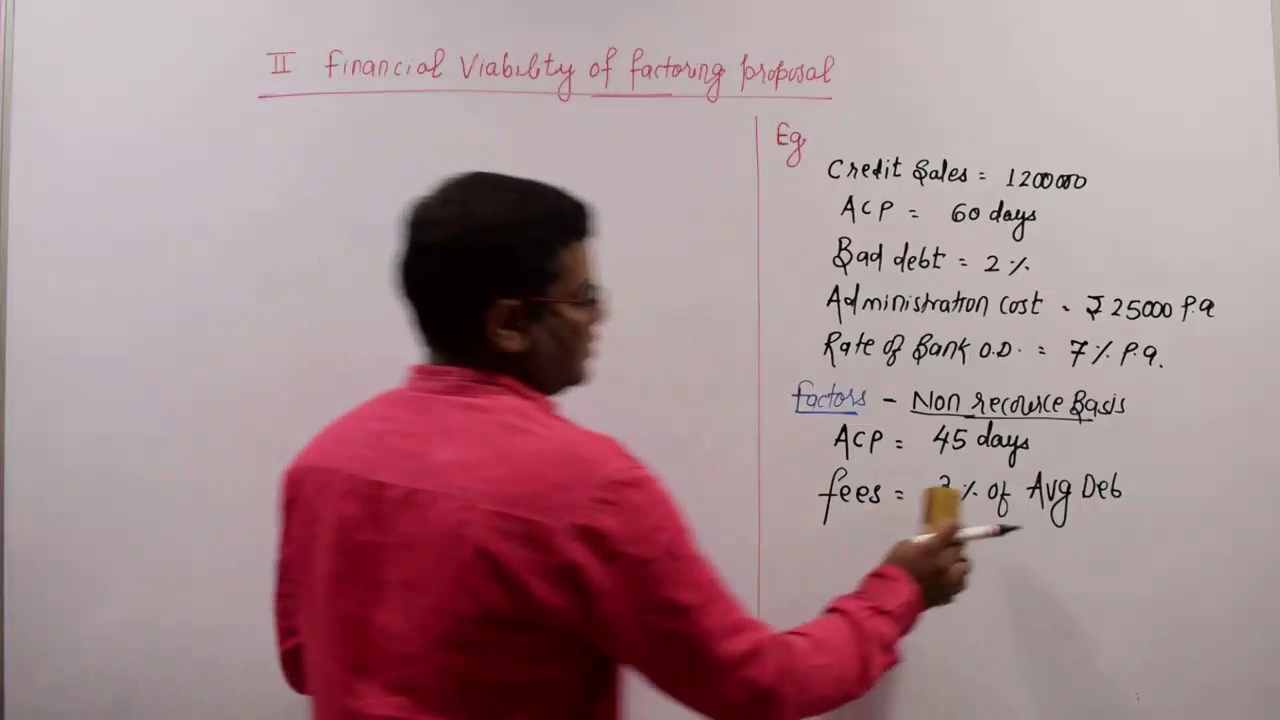 II Financial Viability of factoring proposal
Eg
Credit Sales = 1200000
ACP = 60 days
Bad debt = 2%
Administration cost - ₹ 25000 P.a
Rate of Bank O.D. = 7% P.a.
factors - Non recourse Basis
ACP = 45 days
fees = % of Avg Deb